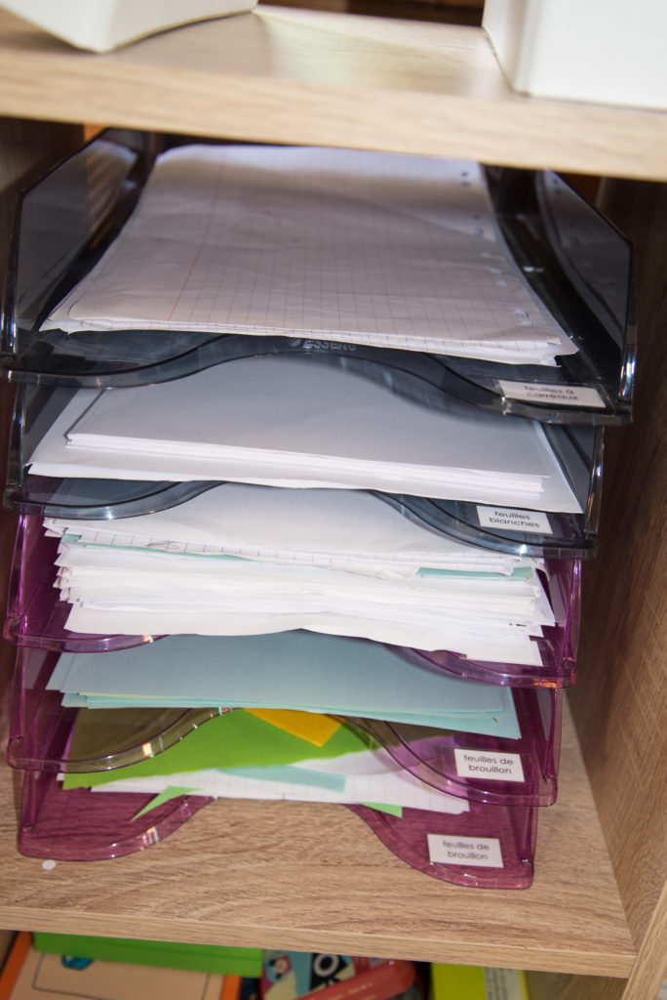 feuilles à
carreaux
feuilles
blanches
feuilles de
brouillon
feuilles de
brouillon